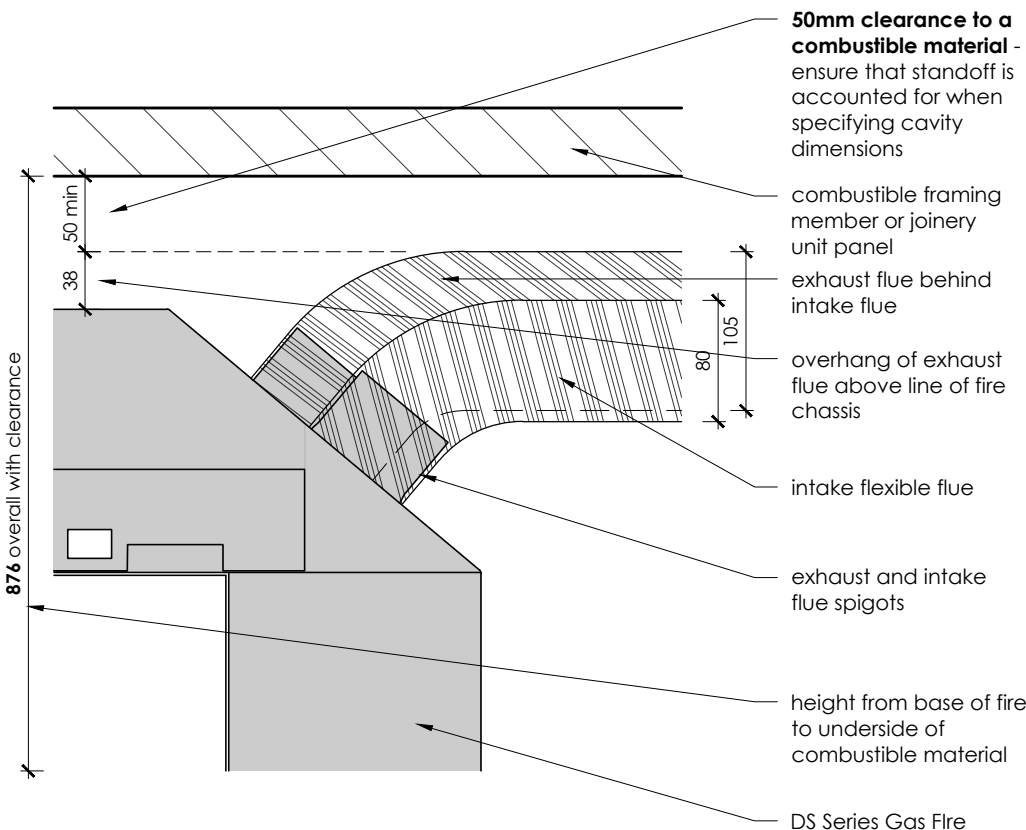 50mm clearance to a
combustible material -
ensure that standoff is
accounted for when
specifying cavity
dimensions
combustible framing
member or joinery
unit panel
exhaust flue behind
intake flue
overhang of exhaust
flue above line of fire
chassis
intake flexible flue
exhaust and intake
flue spigots
height from base of fire
to underside of
combustible material
DS Series Gas FIre
50 min
38
876 overall with clearance
80
105